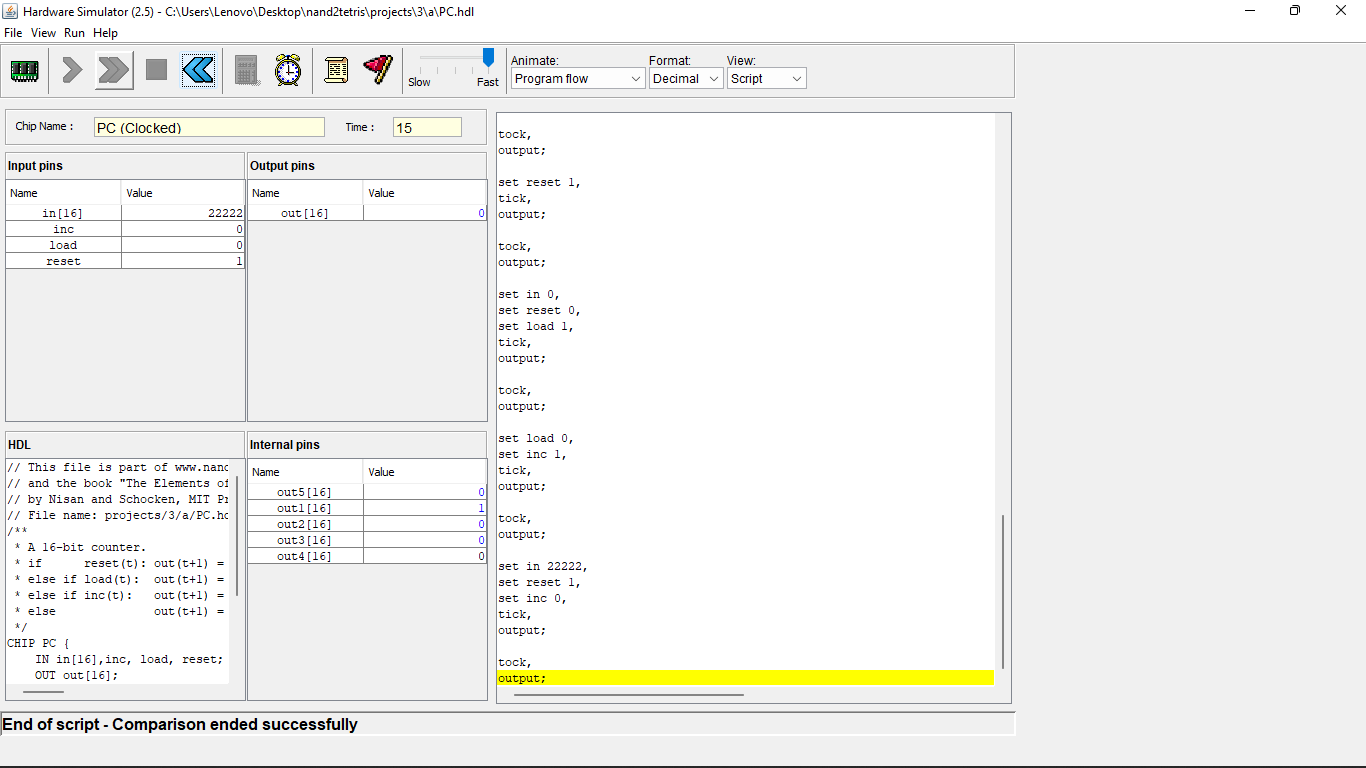 Hardware Simulator (2.5) - C:\Users\Lenovo\Desktop\nand2tetris\projects\3\a\PC.hdl
File View Run Help
Slow Fast
Animate: Format: View:
Program flow Decimal Script
Chip Name : PC (Clocked) Time : 15
Input pins
Name Value
in[16] 22222
inc 0
load 0
reset 1
Output pins
Name Value
out[16] 0
HDL
// This file is part of www.nand
// and the book "The Elements of
// by Nisan and Schocken, MIT Pr
// File name: projects/3/a/PC.hd
/**
* A 16-bit counter.
* if reset(t): out(t+1) =
* else if load(t): out(t+1) =
* else if inc(t): out(t+1) =
* else out(t+1) =
*/
CHIP PC {
IN in[16],inc, load, reset;
OUT out[16];
Internal pins
Name Value
out5[16] 0
out1[16] 1
out2[16] 0
out3[16] 0
out4[16] 0
tock,
output;
set reset 1,
tick,
output;
tock,
output;
set in 0,
set reset 0,
set load 1,
tick,
output;
tock,
output;
set load 0,
set inc 1,
tick,
output;
tock,
output;
set in 22222,
set reset 1,
set inc 0,
tick,
output;
tock,
output;
End of script - Comparison ended successfully